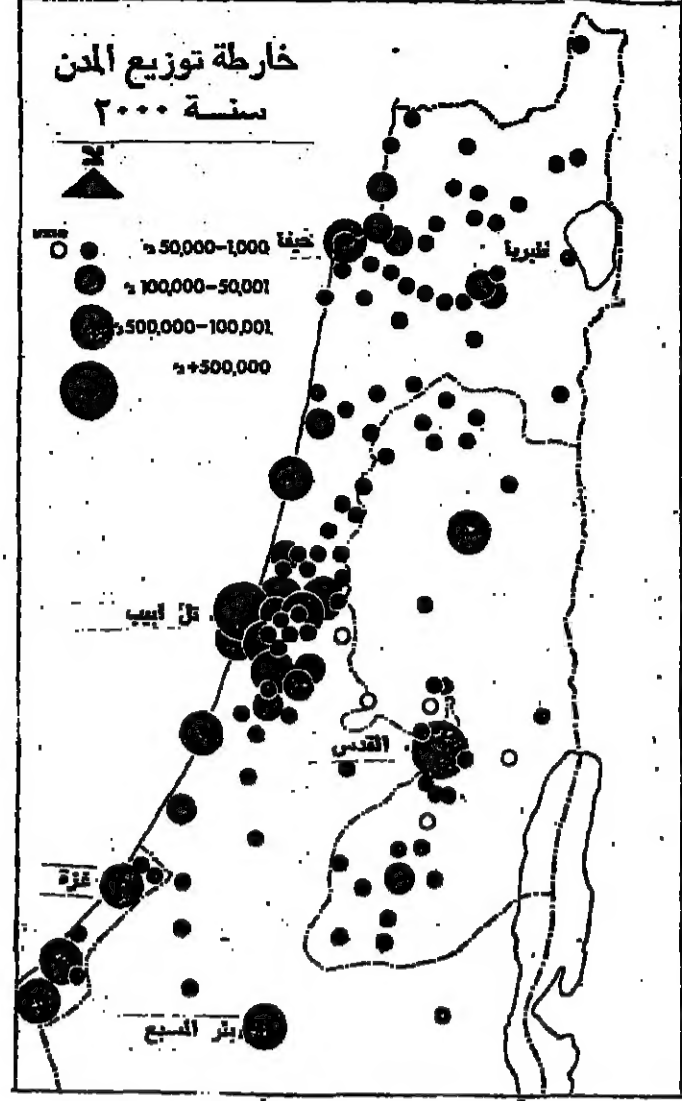 خارطة توزيع المدن
سنة ٢٠٠٠
حيفة
طبريا
50,000-1,000
100,000-50,001
500,000-100,001
+500,000
تل أبيب
القدس
غزة
بئر السبع